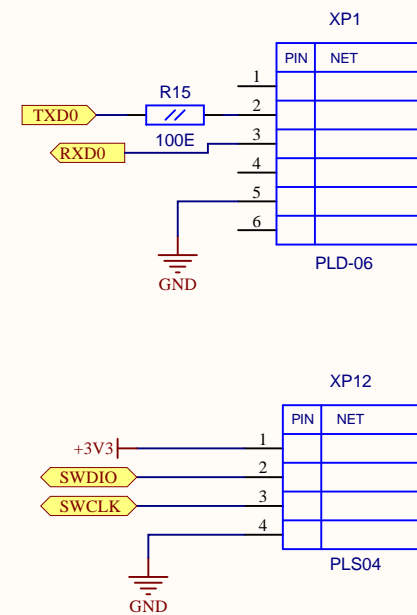 XP1
PIN NET
1
R15
TXD0 2
100E
RXD0 3
4
5
6
GND
PLD-06
XP12
PIN NET
+3V3 1
SWDIO 2
SWCLK 3
4
PLS04
GND